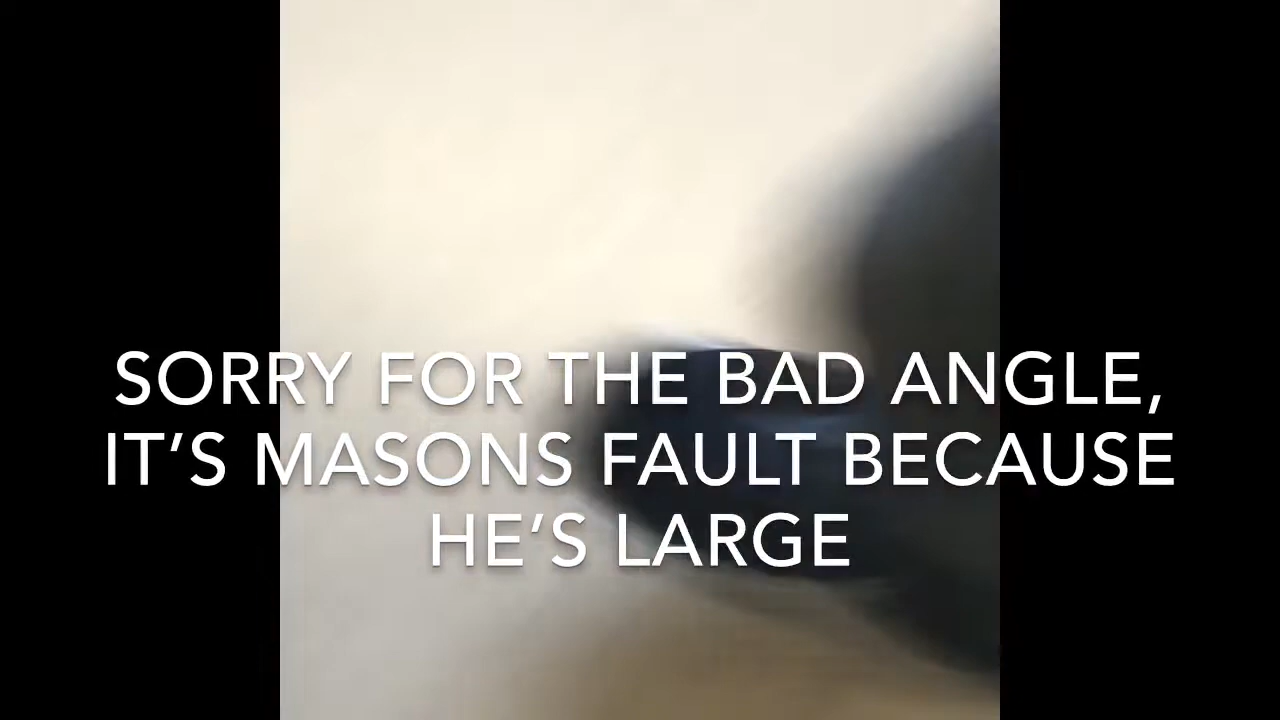 SORRY FOR THE BAD ANGLE,
IT’S MASONS FAULT BECAUSE
HE’S LARGE